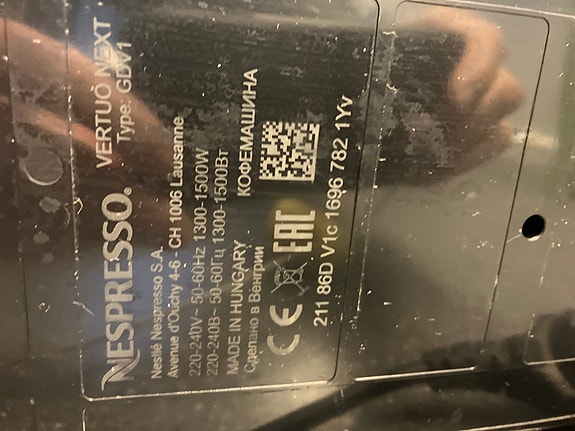 NESPRESSO. VERTUO NEXT
Type: GDV1
Nestlé Nespresso S.A.
Avenue d'Ouchy 4-6 - CH 1006 Lausanne
220-240V~ 50-60Hz 1300-1500W
220-240В~ 50-60Гц 1300-1500Вт
MADE IN HUNGARY КОФЕМАШИНА
Сделано в Венгрии
CE EAC
211 86D V1c 1696 782 1Yv